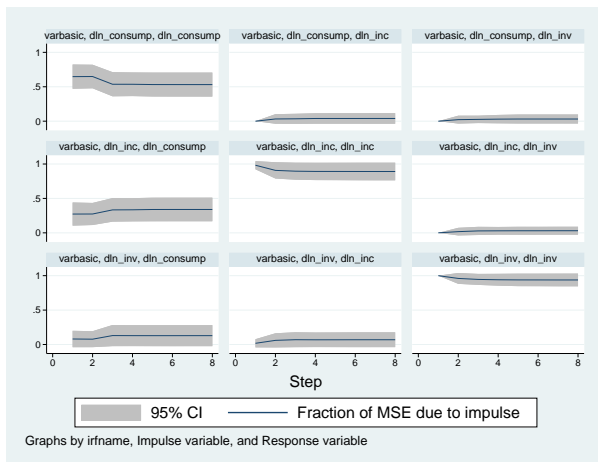 varbasic, dln_consump, dln_consump
varbasic, dln_consump, dln_inc
varbasic, dln_consump, dln_inv
1
.5
0
varbasic, dln_inc, dln_consump
varbasic, dln_inc, dln_inc
varbasic, dln_inc, dln_inv
1
.5
0
varbasic, dln_inv, dln_consump
varbasic, dln_inv, dln_inc
varbasic, dln_inv, dln_inv
1
.5
0
0 2 4 6 8
0 2 4 6 8
0 2 4 6 8
Step
95% CI
Fraction of MSE due to impulse
Graphs by irfname, Impulse variable, and Response variable